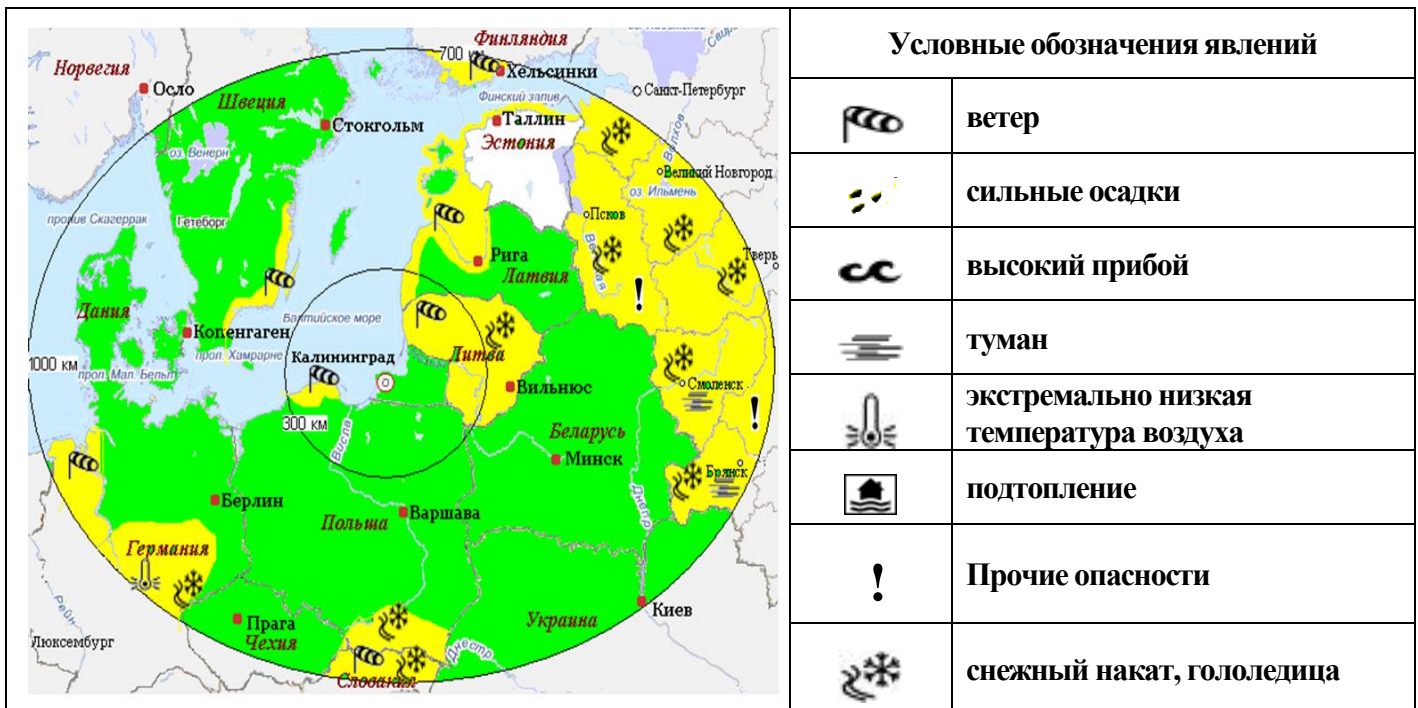 Финляндия
700 км
Норвегия
Хельсинки
Осло
Санкт-Петербург
Швеция
Финский залив
Волхов
Стокгольм
Таллин
Эстония
оз. Венерн
Великий Новгород
оз. Ильмень
пролив Скагеррак
Гетеборг
Псков
Рига
Латвия
Тверь
Дания
Балтийское море
Копенгаген
прол. Хамрарне
Калининград
Литва
1000 км
прол. Мал. Бельт
Смоленск
Вильнюс
300 км
Висла
Беларусь
Минск
Брянск
Берлин
Днепр
Польша
Варшава
Германия
Рейн
Прага
Чехия
Украина
Киев
Люксембург
Днестр
Словакия
Условные обозначения явлений
ветер
сильные осадки
высокий прибой
туман
экстремально низкая
температура воздуха
подтопление
!
Прочие опасности
снежный накат, гололедица